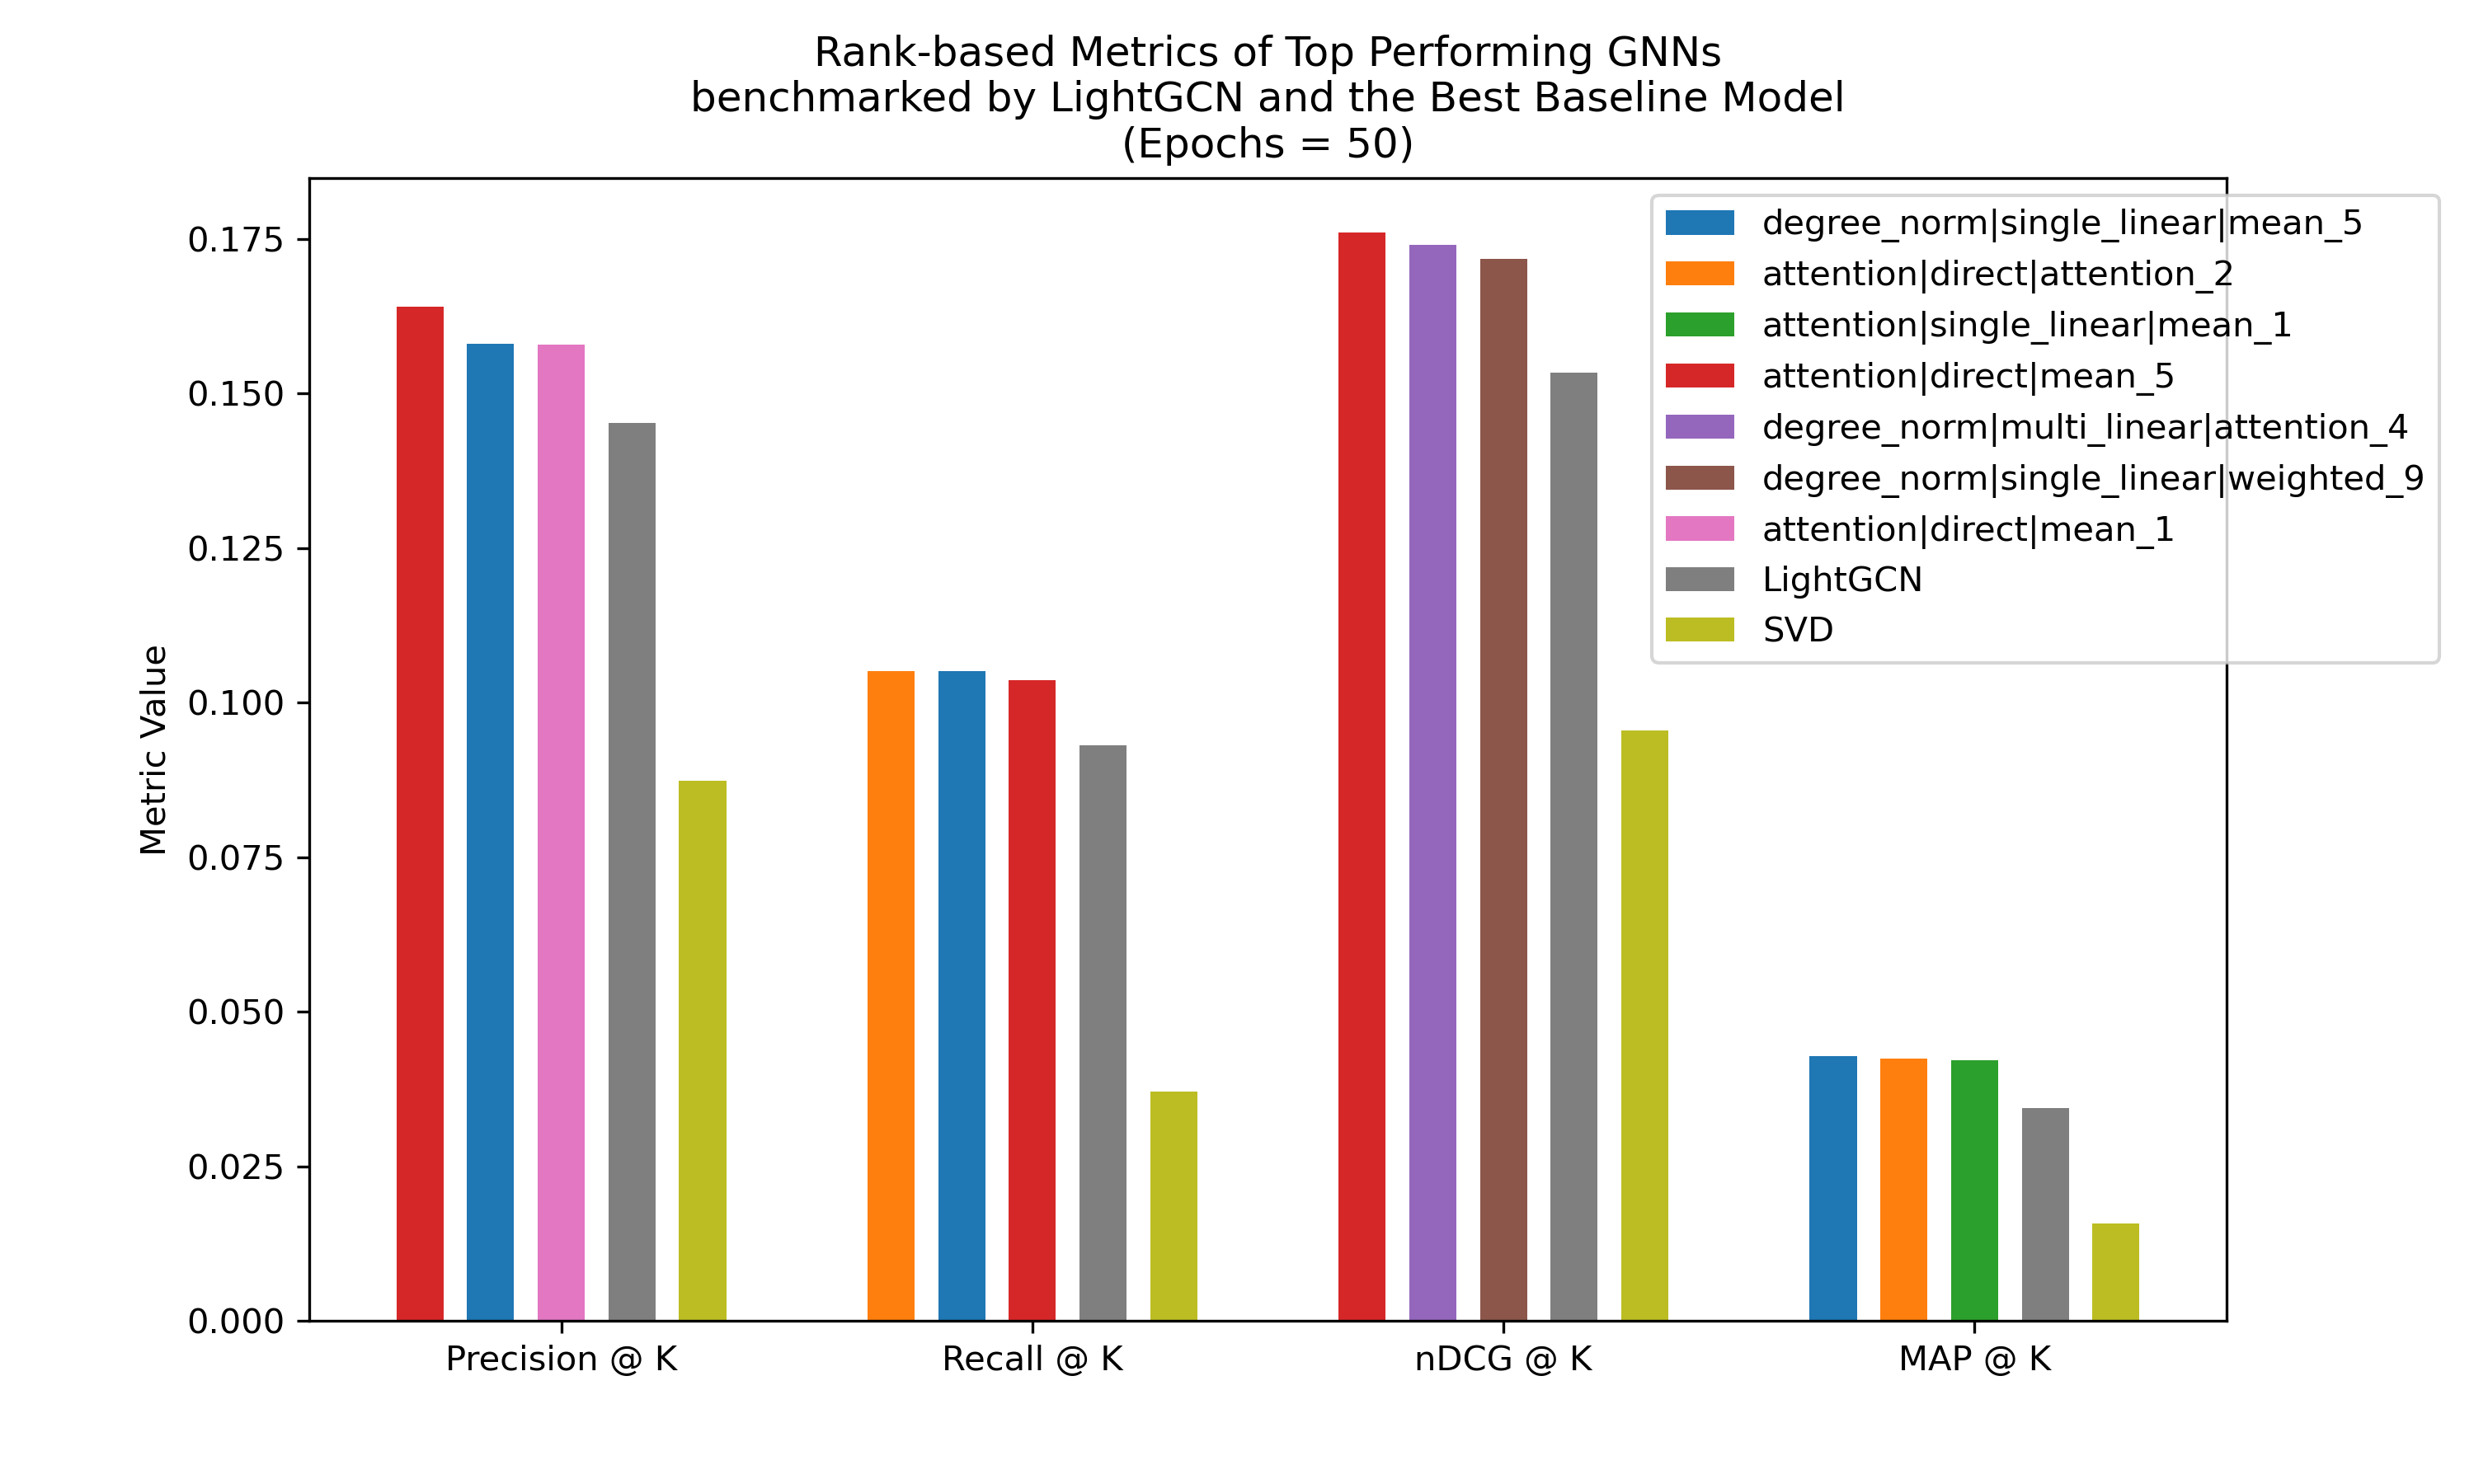 Rank-based Metrics of Top Performing GNNs
benchmarked by LightGCN and the Best Baseline Model
(Epochs = 50)
Metric Value
0.175
0.150
0.125
0.100
0.075
0.050
0.025
0.000
Precision @ K
Recall @ K
nDCG @ K
MAP @ K
degree_norm|single_linear|mean_5
attention|direct|attention_2
attention|single_linear|mean_1
attention|direct|mean_5
degree_norm|multi_linear|attention_4
degree_norm|single_linear|weighted_9
attention|direct|mean_1
LightGCN
SVD